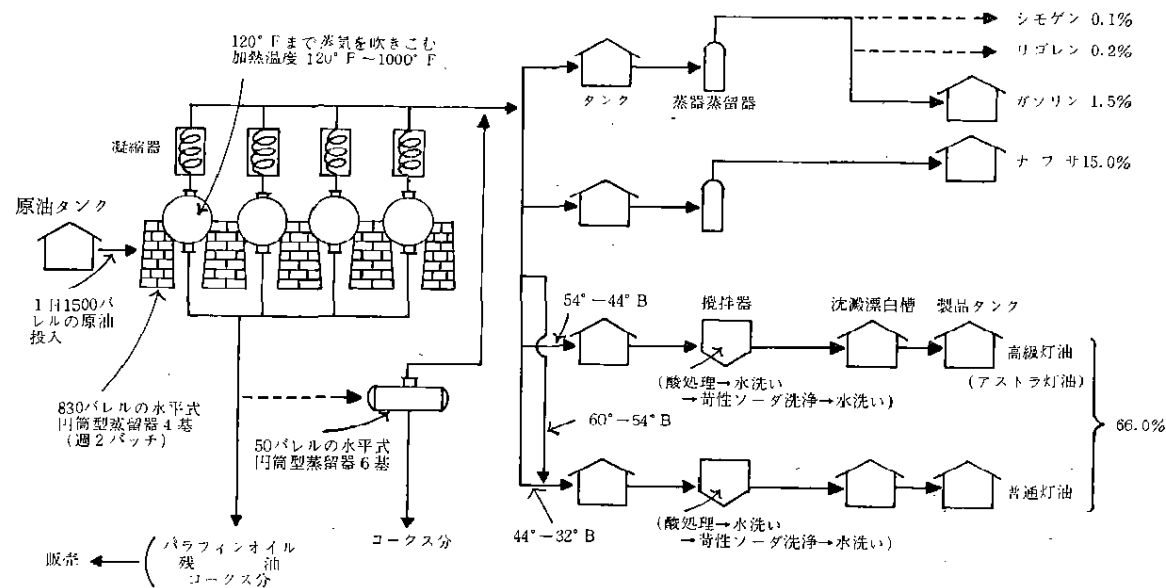 120°Fまで蒸気を吹きこむ
加熱温度 120°F～1000°F
凝縮器
原油タンク
1日1500バ
レルの原油
投入
830バレルの水平式
円筒型蒸留器4基
(週2バッチ)
50バレルの水平式
円筒型蒸留器6基
販売
パラフィンオイル
残 油
コークス分
コークス分
タンク
蒸器蒸留器
シモゲン 0.1%
リゴレン 0.2%
ガソリン 1.5%
ナフサ15.0%
54°－44°B
攪拌器
沈澱漂白槽
製品タンク
高級灯油
(アストラ灯油)
(酸処理→水洗い
→苛性ソーダ洗浄→水洗い)
60°－54°B
66.0%
44°－32°B
普通灯油
(酸処理→水洗い
→苛性ソーダ洗浄→水洗い)